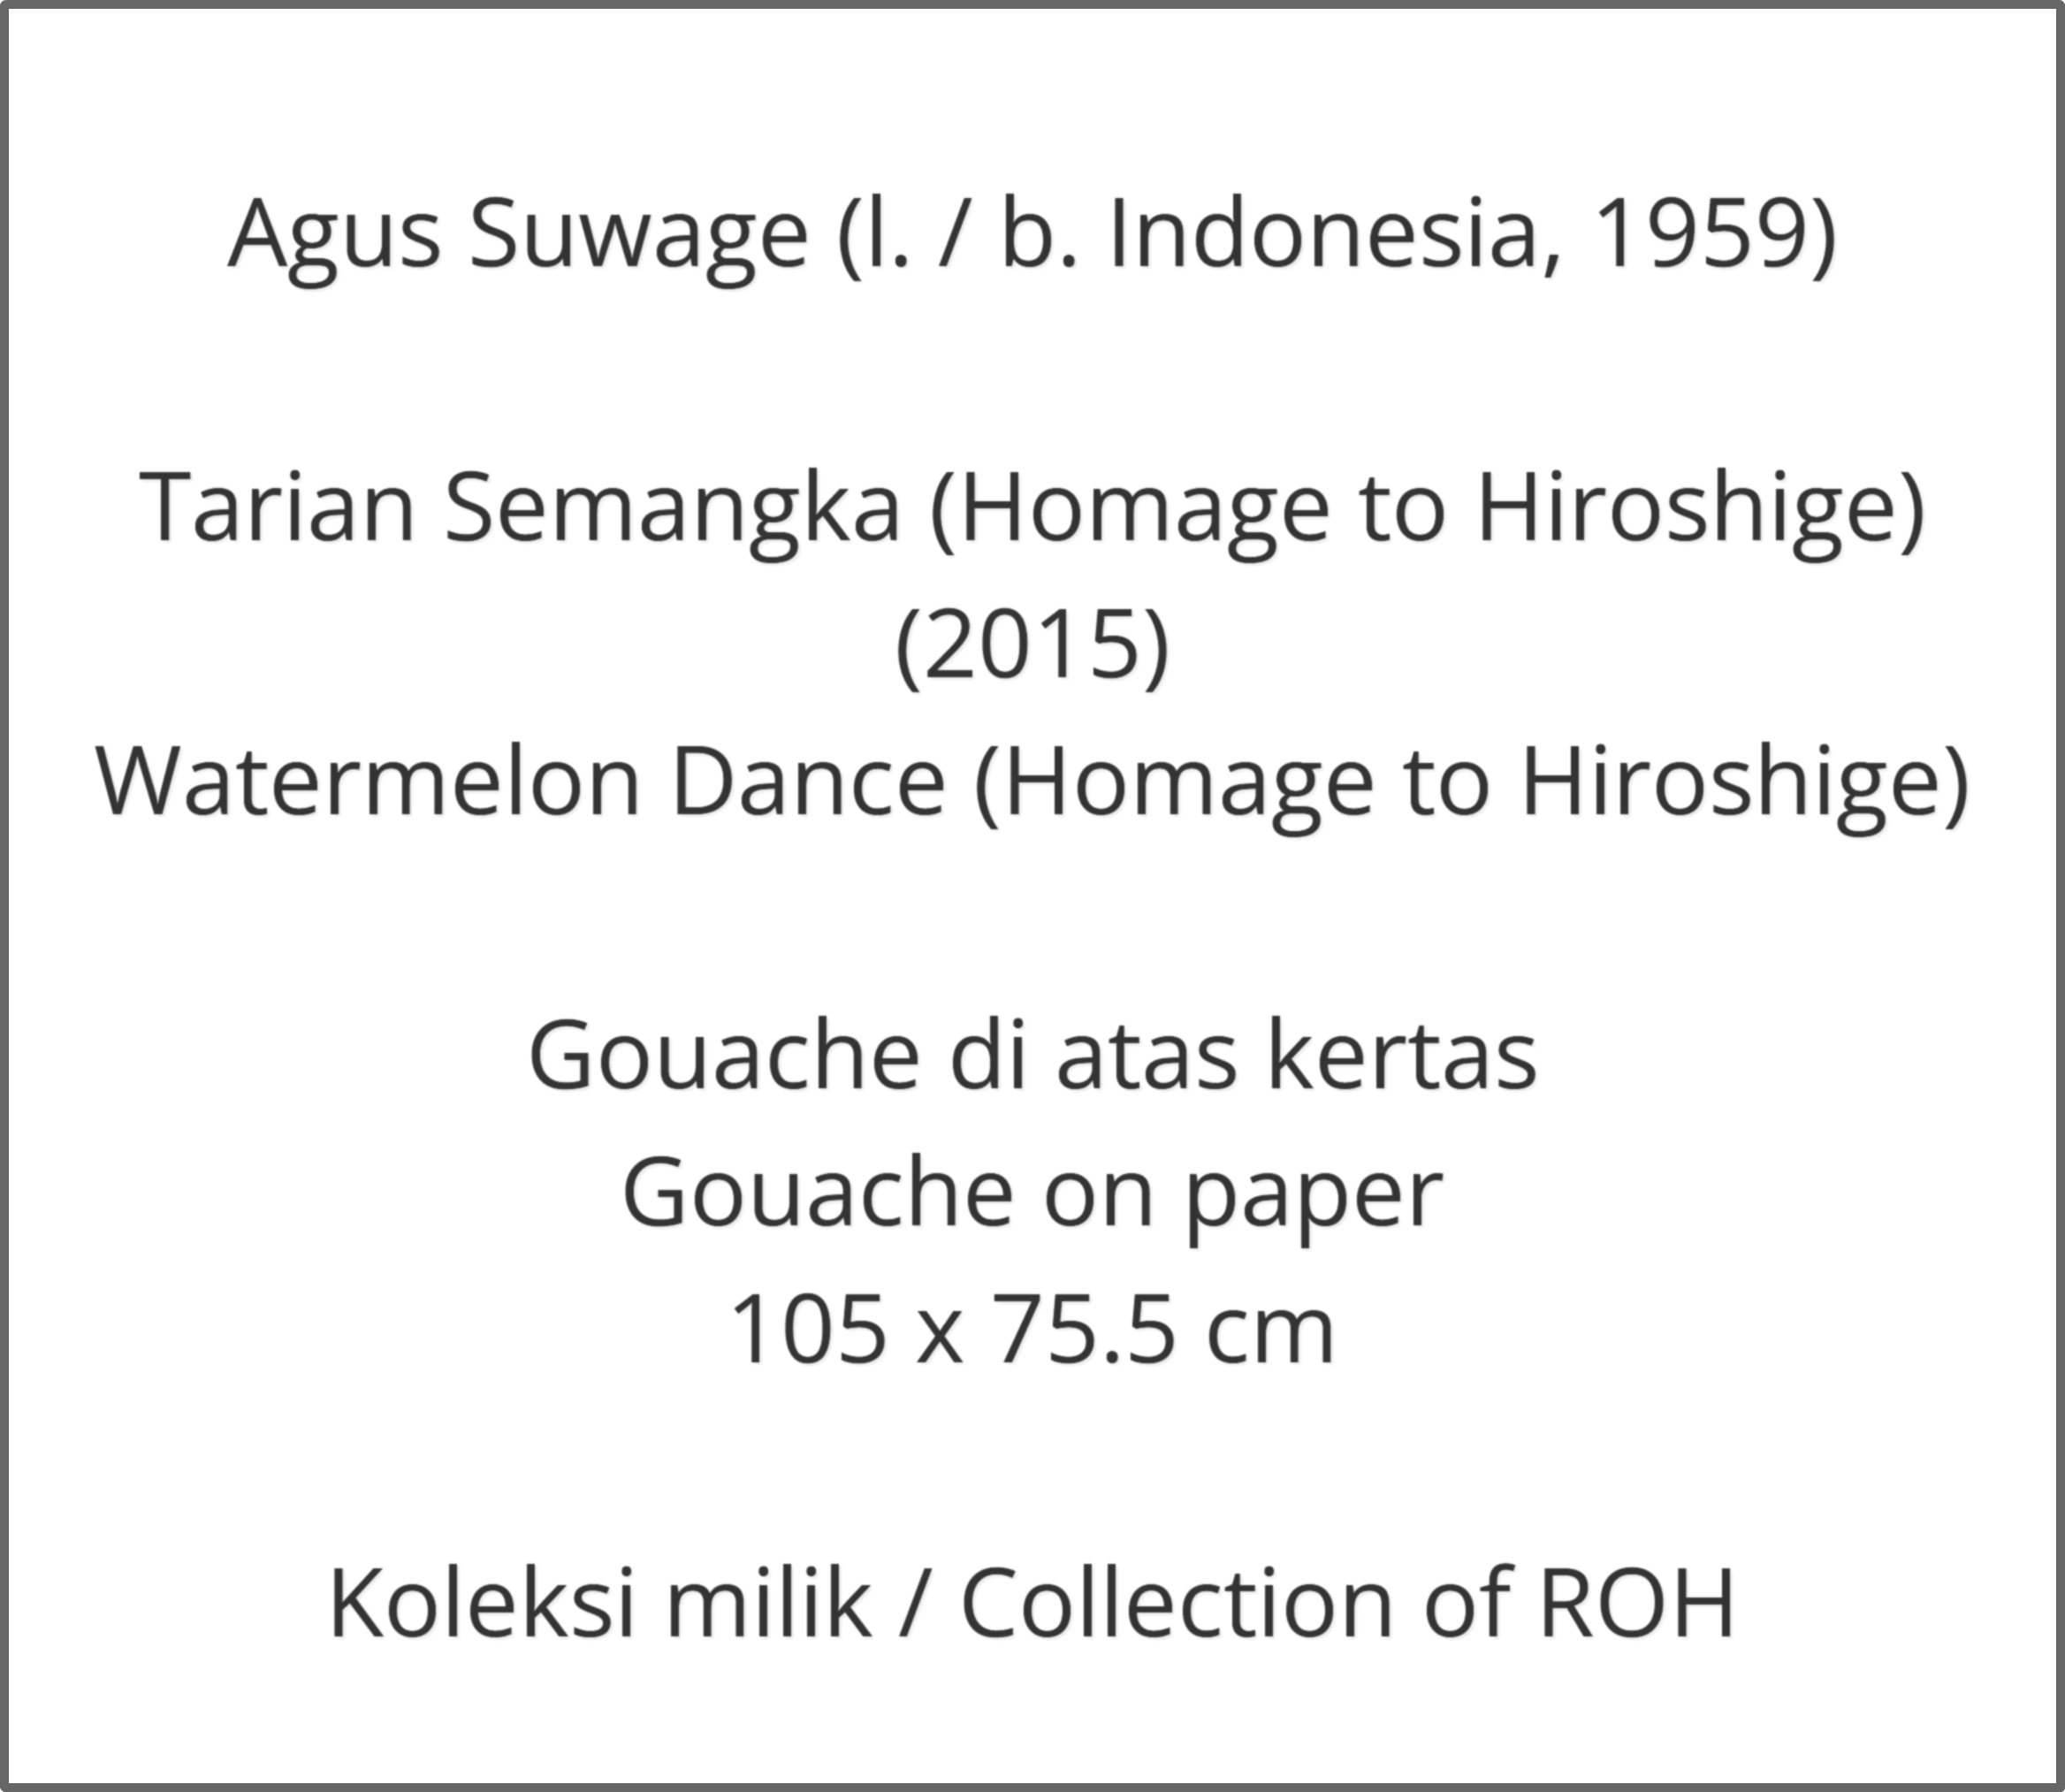 Agus Suwage (l. / b. Indonesia, 1959)
Tarian Semangka (Homage to Hiroshige)
(2015)
Watermelon Dance (Homage to Hiroshige)
Gouache di atas kertas
Gouache on paper
105 x 75.5 cm
Koleksi milik / Collection of ROH